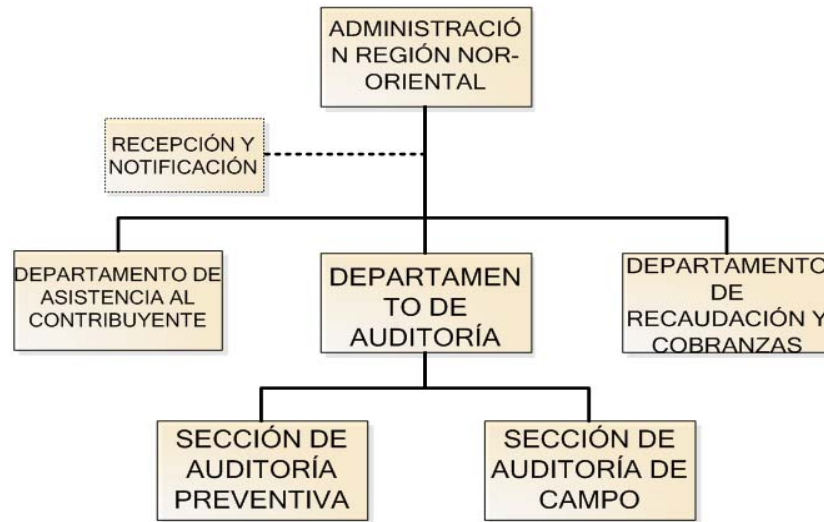 ADMINISTRACIÓ
N REGIÓN NOR-
ORIENTAL
RECEPCIÓN Y
NOTIFICACIÓN
DEPARTAMENTO DE
ASISTENCIA AL
CONTRIBUYENTE
DEPARTAMEN
TO DE
AUDITORÍA
DEPARTAMENTO
DE
RECAUDACIÓN Y
COBRANZAS
SECCIÓN DE
AUDITORÍA
PREVENTIVA
SECCIÓN DE
AUDITORÍA DE
CAMPO